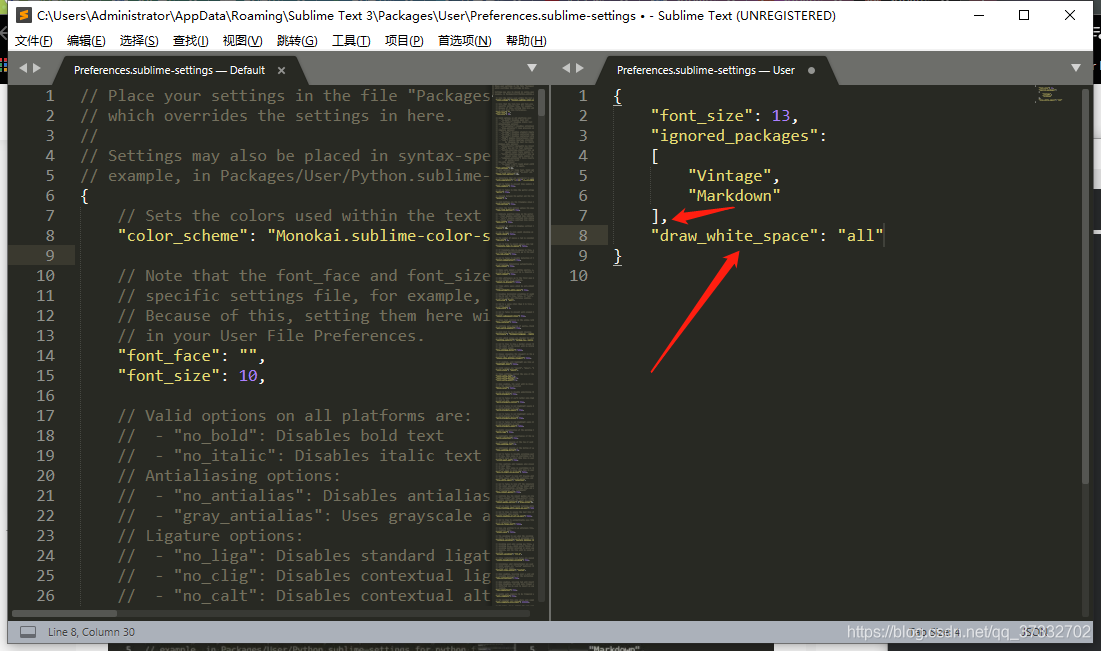 C:\Users\Administrator\AppData\Roaming\Sublime Text 3\Packages\User\Preferences.sublime-settings • - Sublime Text (UNREGISTERED)
文件(F) 编辑(E) 选择(S) 查找(I) 视图(V) 跳转(G) 工具(T) 项目(P) 首选项(N) 帮助(H)
Preferences.sublime-settings — Default
1 // Place your settings in the file "Packages
2 // which overrides the settings in here.
3 //
4 // Settings may also be placed in syntax-spe
5 // example, in Packages/User/Python.sublime-
6 {
7 // Sets the colors used within the text
8 "color_scheme": "Monokai.sublime-color-s
9
10 // Note that the font_face and font_size
11 // specific settings file, for example,
12 // Because of this, setting them here wi
13 // in your User File Preferences.
14 "font_face": "",
15 "font_size": 10,
16
17 // Valid options on all platforms are:
18 //  - "no_bold": Disables bold text
19 //  - "no_italic": Disables italic text
20 // Antialiasing options:
21 //  - "no_antialias": Disables antialias
22 //  - "gray_antialias": Uses grayscale a
23 // Ligature options:
24 //  - "no_liga": Disables standard ligat
25 //  - "no_clig": Disables contextual lig
26 //  - "no_calt": Disables contextual alt
Preferences.sublime-settings — User
1 {
2 "font_size": 13,
3 "ignored_packages":
4 [
5 "Vintage",
6 "Markdown"
7 ],
8 "draw_white_space": "all"
9 }
10
Line 8, Column 30
https://blog.csdn.net/qq_37932702